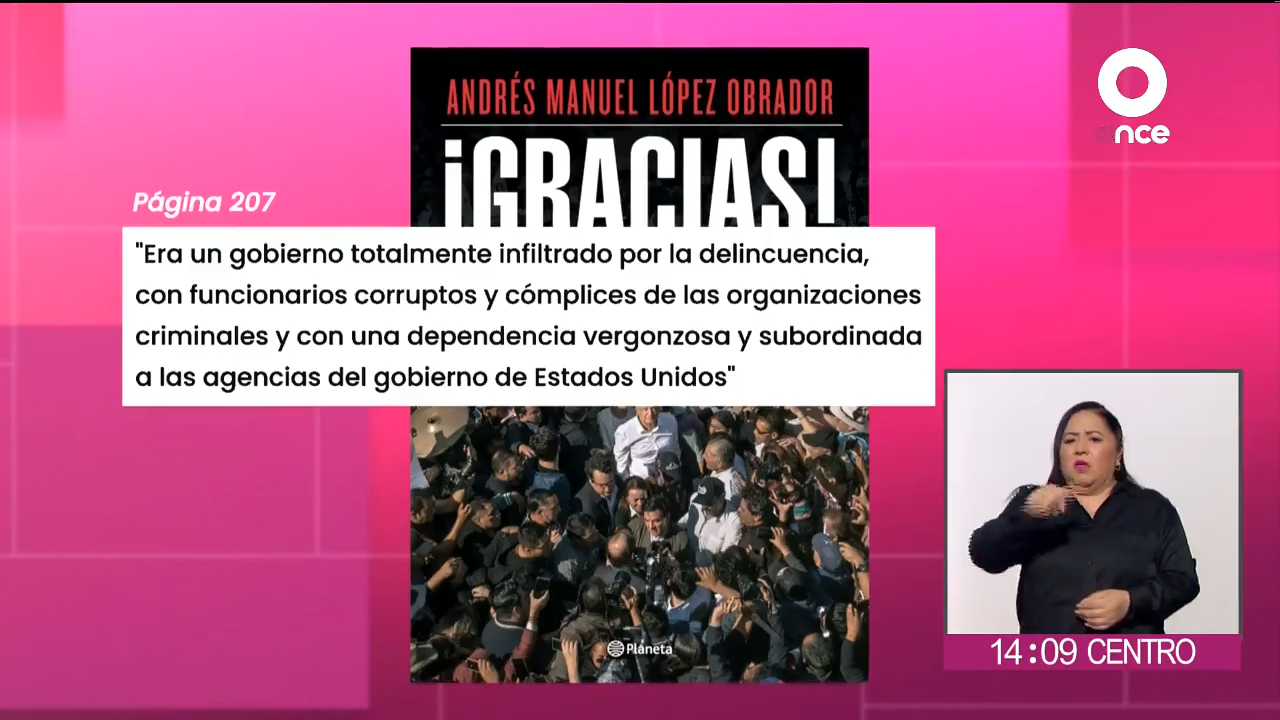 ANDRÉS MANUEL LÓPEZ OBRADOR
¡GRACIAS!
once
Página 207
"Era un gobierno totalmente infiltrado por la delincuencia,
con funcionarios corruptos y cómplices de las organizaciones
criminales y con una dependencia vergonzosa y subordinada
a las agencias del gobierno de Estados Unidos"
Planeta
14:09 CENTRO